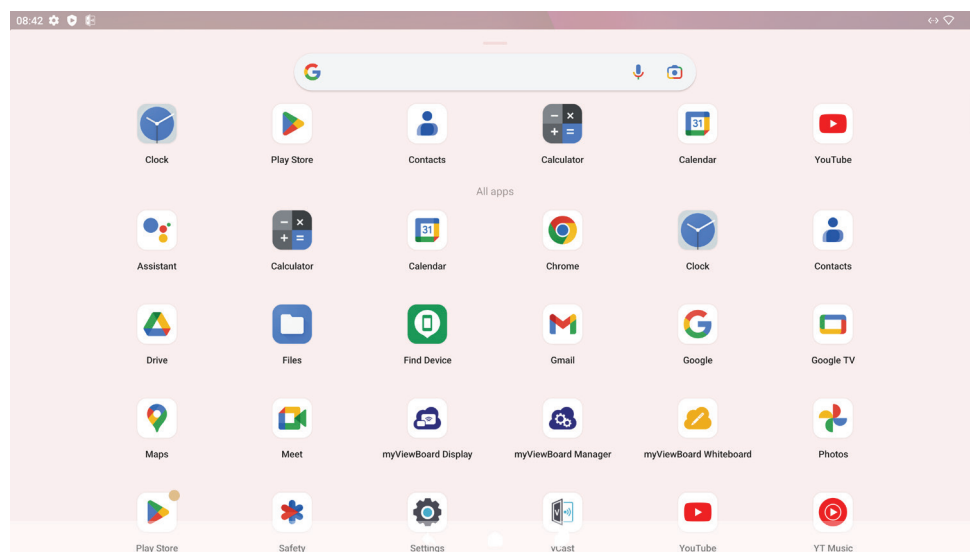 08:42
Clock Play Store Contacts Calculator Calendar YouTube
All apps
Assistant Calculator Calendar Chrome Clock Contacts
Drive Files Find Device Gmail Google Google TV
Maps Meet myViewBoard Display myViewBoard Manager myViewBoard Whiteboard Photos
Play Store Safety Settings vCast YouTube YT Music